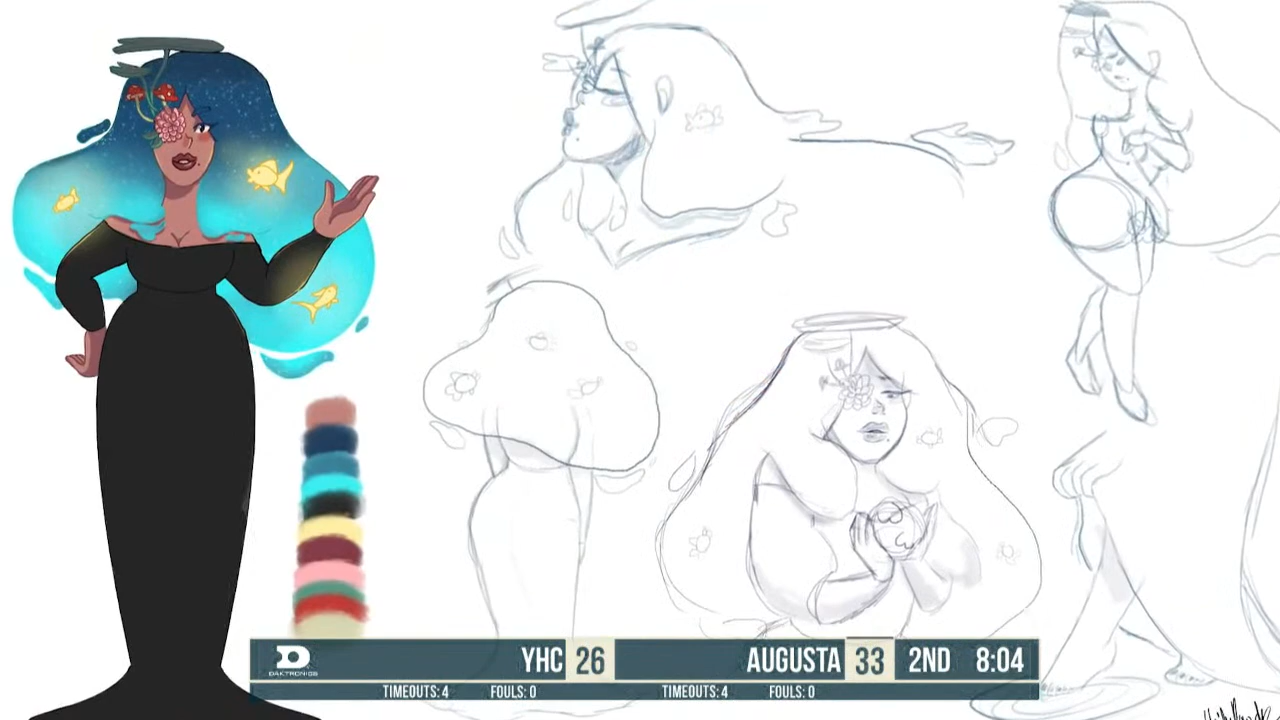 DAKTRONICS
YHC 26 AUGUSTA 33 2ND 8:04
TIMEOUTS: 4 FOULS: 0 TIMEOUTS: 4 FOULS: 0